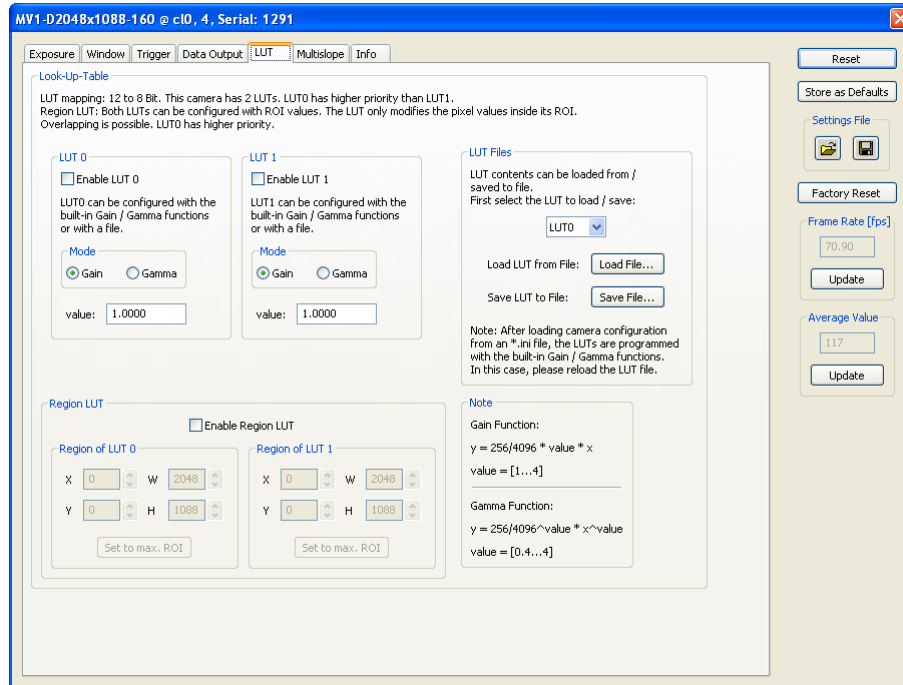 MV1-D2048x1088-160 @ cl0, 4, Serial: 1291
Exposure Window Trigger Data Output LUT Multislope Info
Look-Up-Table
LUT mapping: 12 to 8 Bit. This camera has 2 LUTs. LUT0 has higher priority than LUT1.
Region LUT: Both LUTs can be configured with ROI values. The LUT only modifies the pixel values inside its ROI.
Overlapping is possible. LUT0 has higher priority.
LUT 0
Enable LUT 0
LUT0 can be configured with the
built-in Gain / Gamma functions
or with a file.
Mode
Gain Gamma
value: 1.0000
LUT 1
Enable LUT 1
LUT1 can be configured with the
built-in Gain / Gamma functions
or with a file.
Mode
Gain Gamma
value: 1.0000
LUT Files
LUT contents can be loaded from /
saved to file.
First select the LUT to load / save:
LUT0
Load LUT from File: Load File...
Save LUT to File: Save File...
Note: After loading camera configuration
from an *.ini file, the LUTs are programmed
with the built-in Gain / Gamma functions.
In this case, please reload the LUT file.
Region LUT
Enable Region LUT
Region of LUT 0
X 0 W 2048
Y 0 H 1088
Set to max. ROI
Region of LUT 1
X 0 W 2048
Y 0 H 1088
Set to max. ROI
Note
Gain Function:
y = 256/4096 * value * x
value = [1...4]
Gamma Function:
y = 256/4096^value * x^value
value = [0.4...4]
Reset
Store as Defaults
Settings File
Factory Reset
Frame Rate [fps]
70.90
Update
Average Value
117
Update